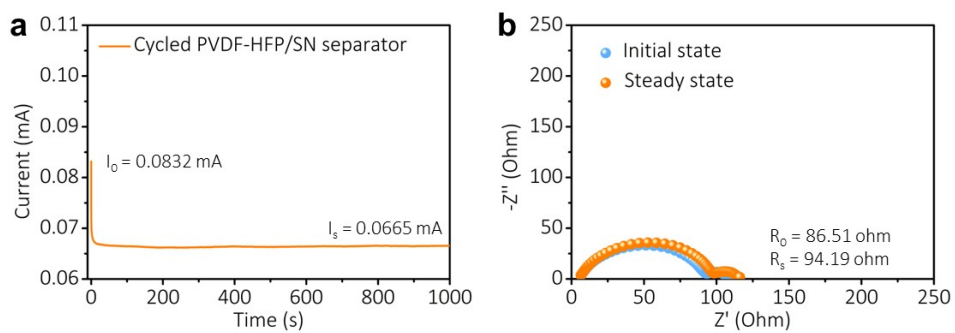 a
Cycled PVDF-HFP/SN separator
I₀ = 0.0832 mA
Iₛ = 0.0665 mA
Current (mA)
0.11
0.10
0.09
0.08
0.07
0.06
0 200 400 600 800 1000
Time (s)
b
Initial state
Steady state
R₀ = 86.51 ohm
Rₛ = 94.19 ohm
-Z'' (Ohm)
250
200
150
100
50
0
0 50 100 150 200 250
Z' (Ohm)